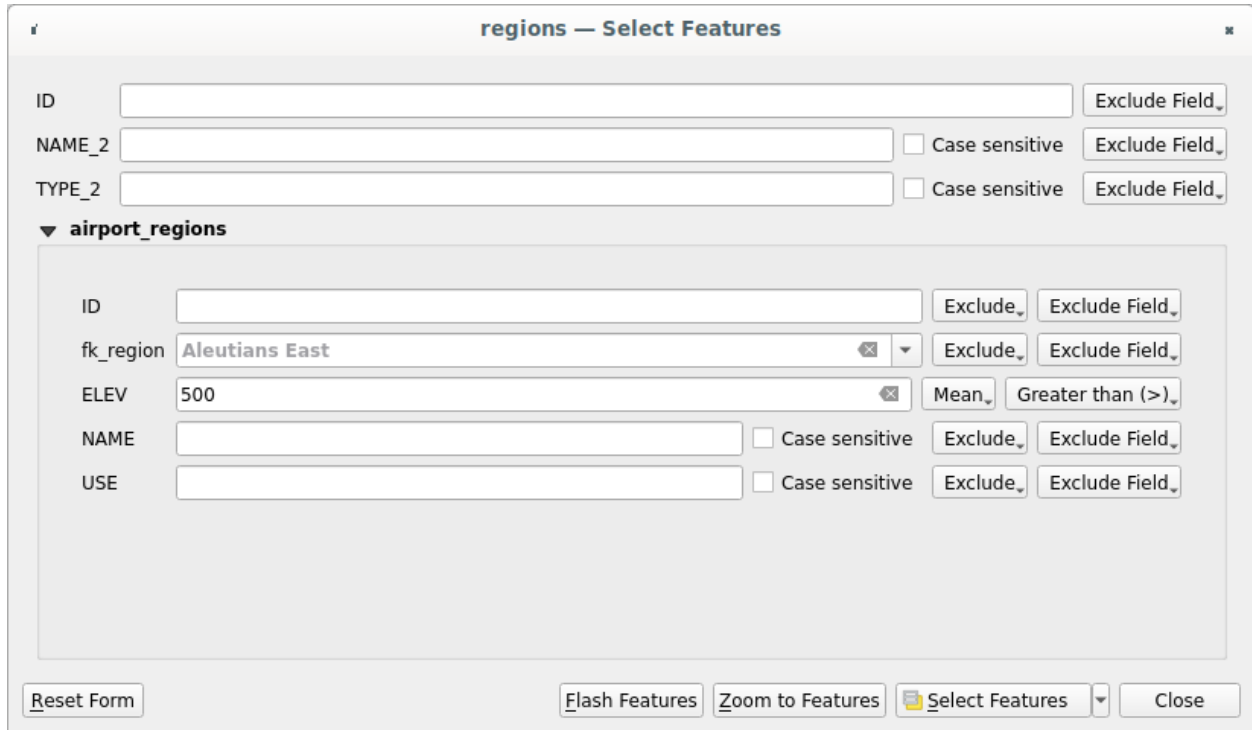 regions — Select Features
ID Exclude Field
NAME_2 Case sensitive Exclude Field
TYPE_2 Case sensitive Exclude Field
airport_regions
ID Exclude Exclude Field
fk_region Aleutians East Exclude Exclude Field
ELEV 500 Mean Greater than (>)
NAME Case sensitive Exclude Exclude Field
USE Case sensitive Exclude Exclude Field
Reset Form Flash Features Zoom to Features Select Features Close